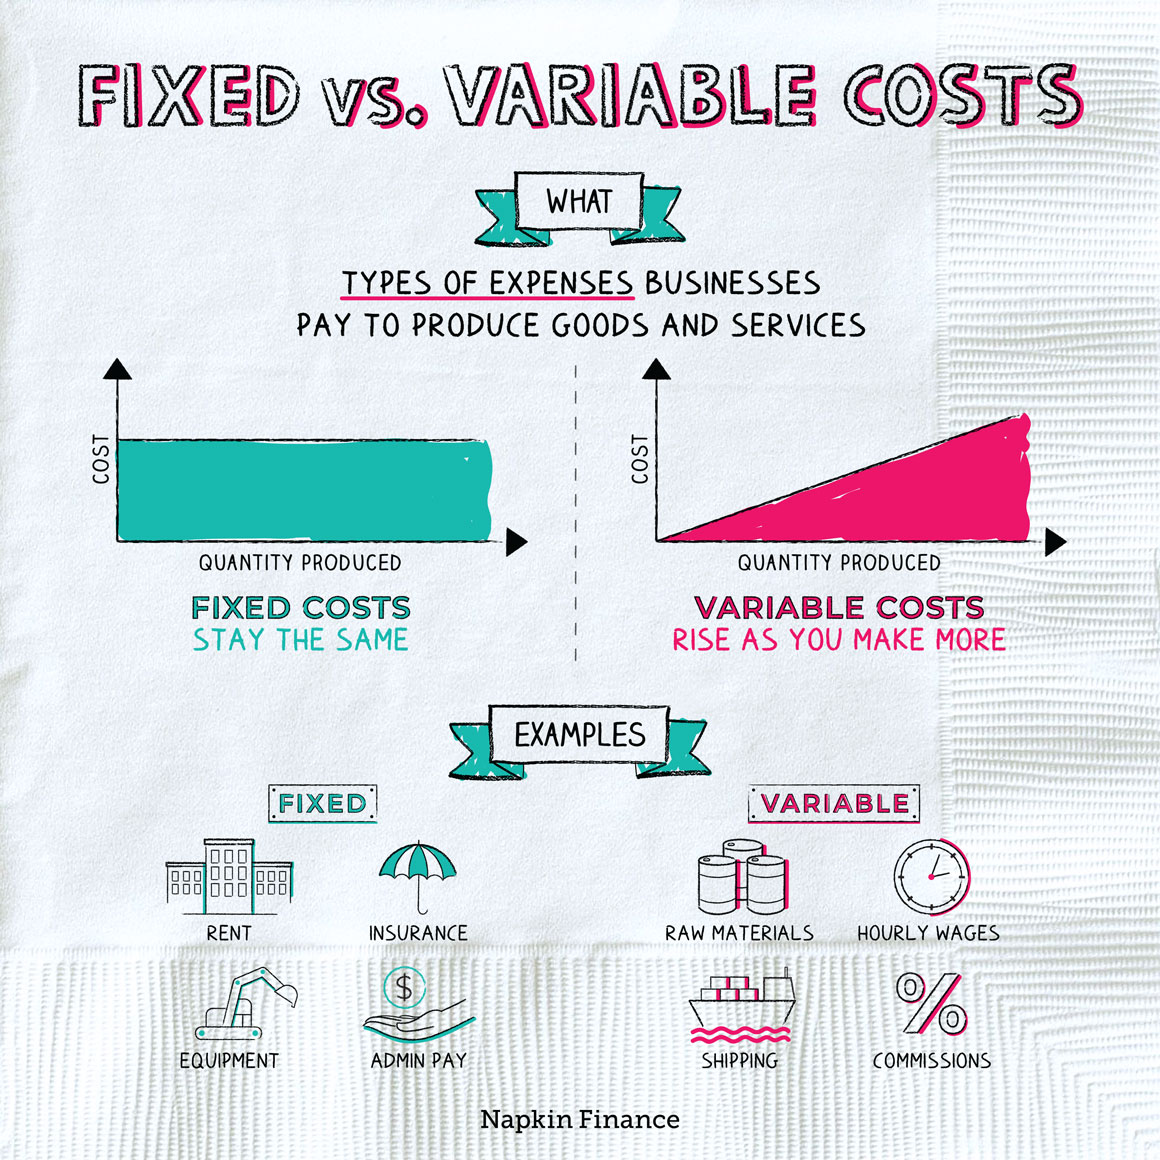 FIXED VS. VARIABLE COSTS
WHAT
TYPES OF EXPENSES BUSINESSES
PAY TO PRODUCE GOODS AND SERVICES
COST
QUANTITY PRODUCED
FIXED COSTS
STAY THE SAME
COST
QUANTITY PRODUCED
VARIABLE COSTS
RISE AS YOU MAKE MORE
EXAMPLES
FIXED
RENT
INSURANCE
EQUIPMENT
$
ADMIN PAY
VARIABLE
RAW MATERIALS
HOURLY WAGES
SHIPPING
%
COMMISSIONS
Napkin Finance